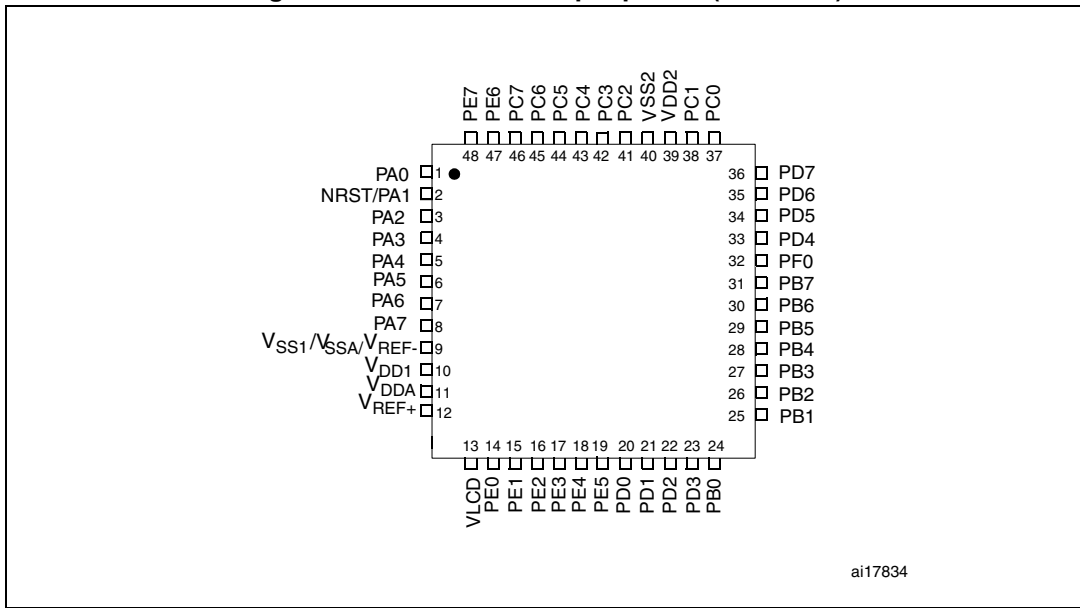 PE7 PE6 PC7 PC6 PC5 PC4 PC3 PC2 VSS2 VDD2 PC1 PC0
48 47 46 45 44 43 42 41 40 39 38 37
PA0 1 36 PD7
NRST/PA1 2 35 PD6
PA2 3 34 PD5
PA3 4 33 PD4
PA4 5 32 PF0
PA5 6 31 PB7
PA6 7 30 PB6
PA7 8 29 PB5
VSS1/VSSA/VREF- 9 28 PB4
VDD1 10 27 PB3
VDDA 11 26 PB2
VREF+ 12 25 PB1
13 14 15 16 17 18 19 20 21 22 23 24
VLCD PE0 PE1 PE2 PE3 PE4 PE5 PD0 PD1 PD2 PD3 PB0
ai17834